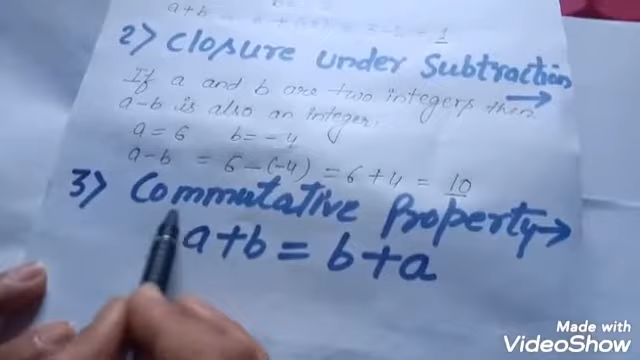 a+b
2) Closure under Subtraction →
If a and b are two integers then
a-b is also an integer.
a = 6 b = -4
a-b = 6-(-4) = 6+4 = 10
3) Commutative Property →
a+b = b+a
Made with
VideoShow